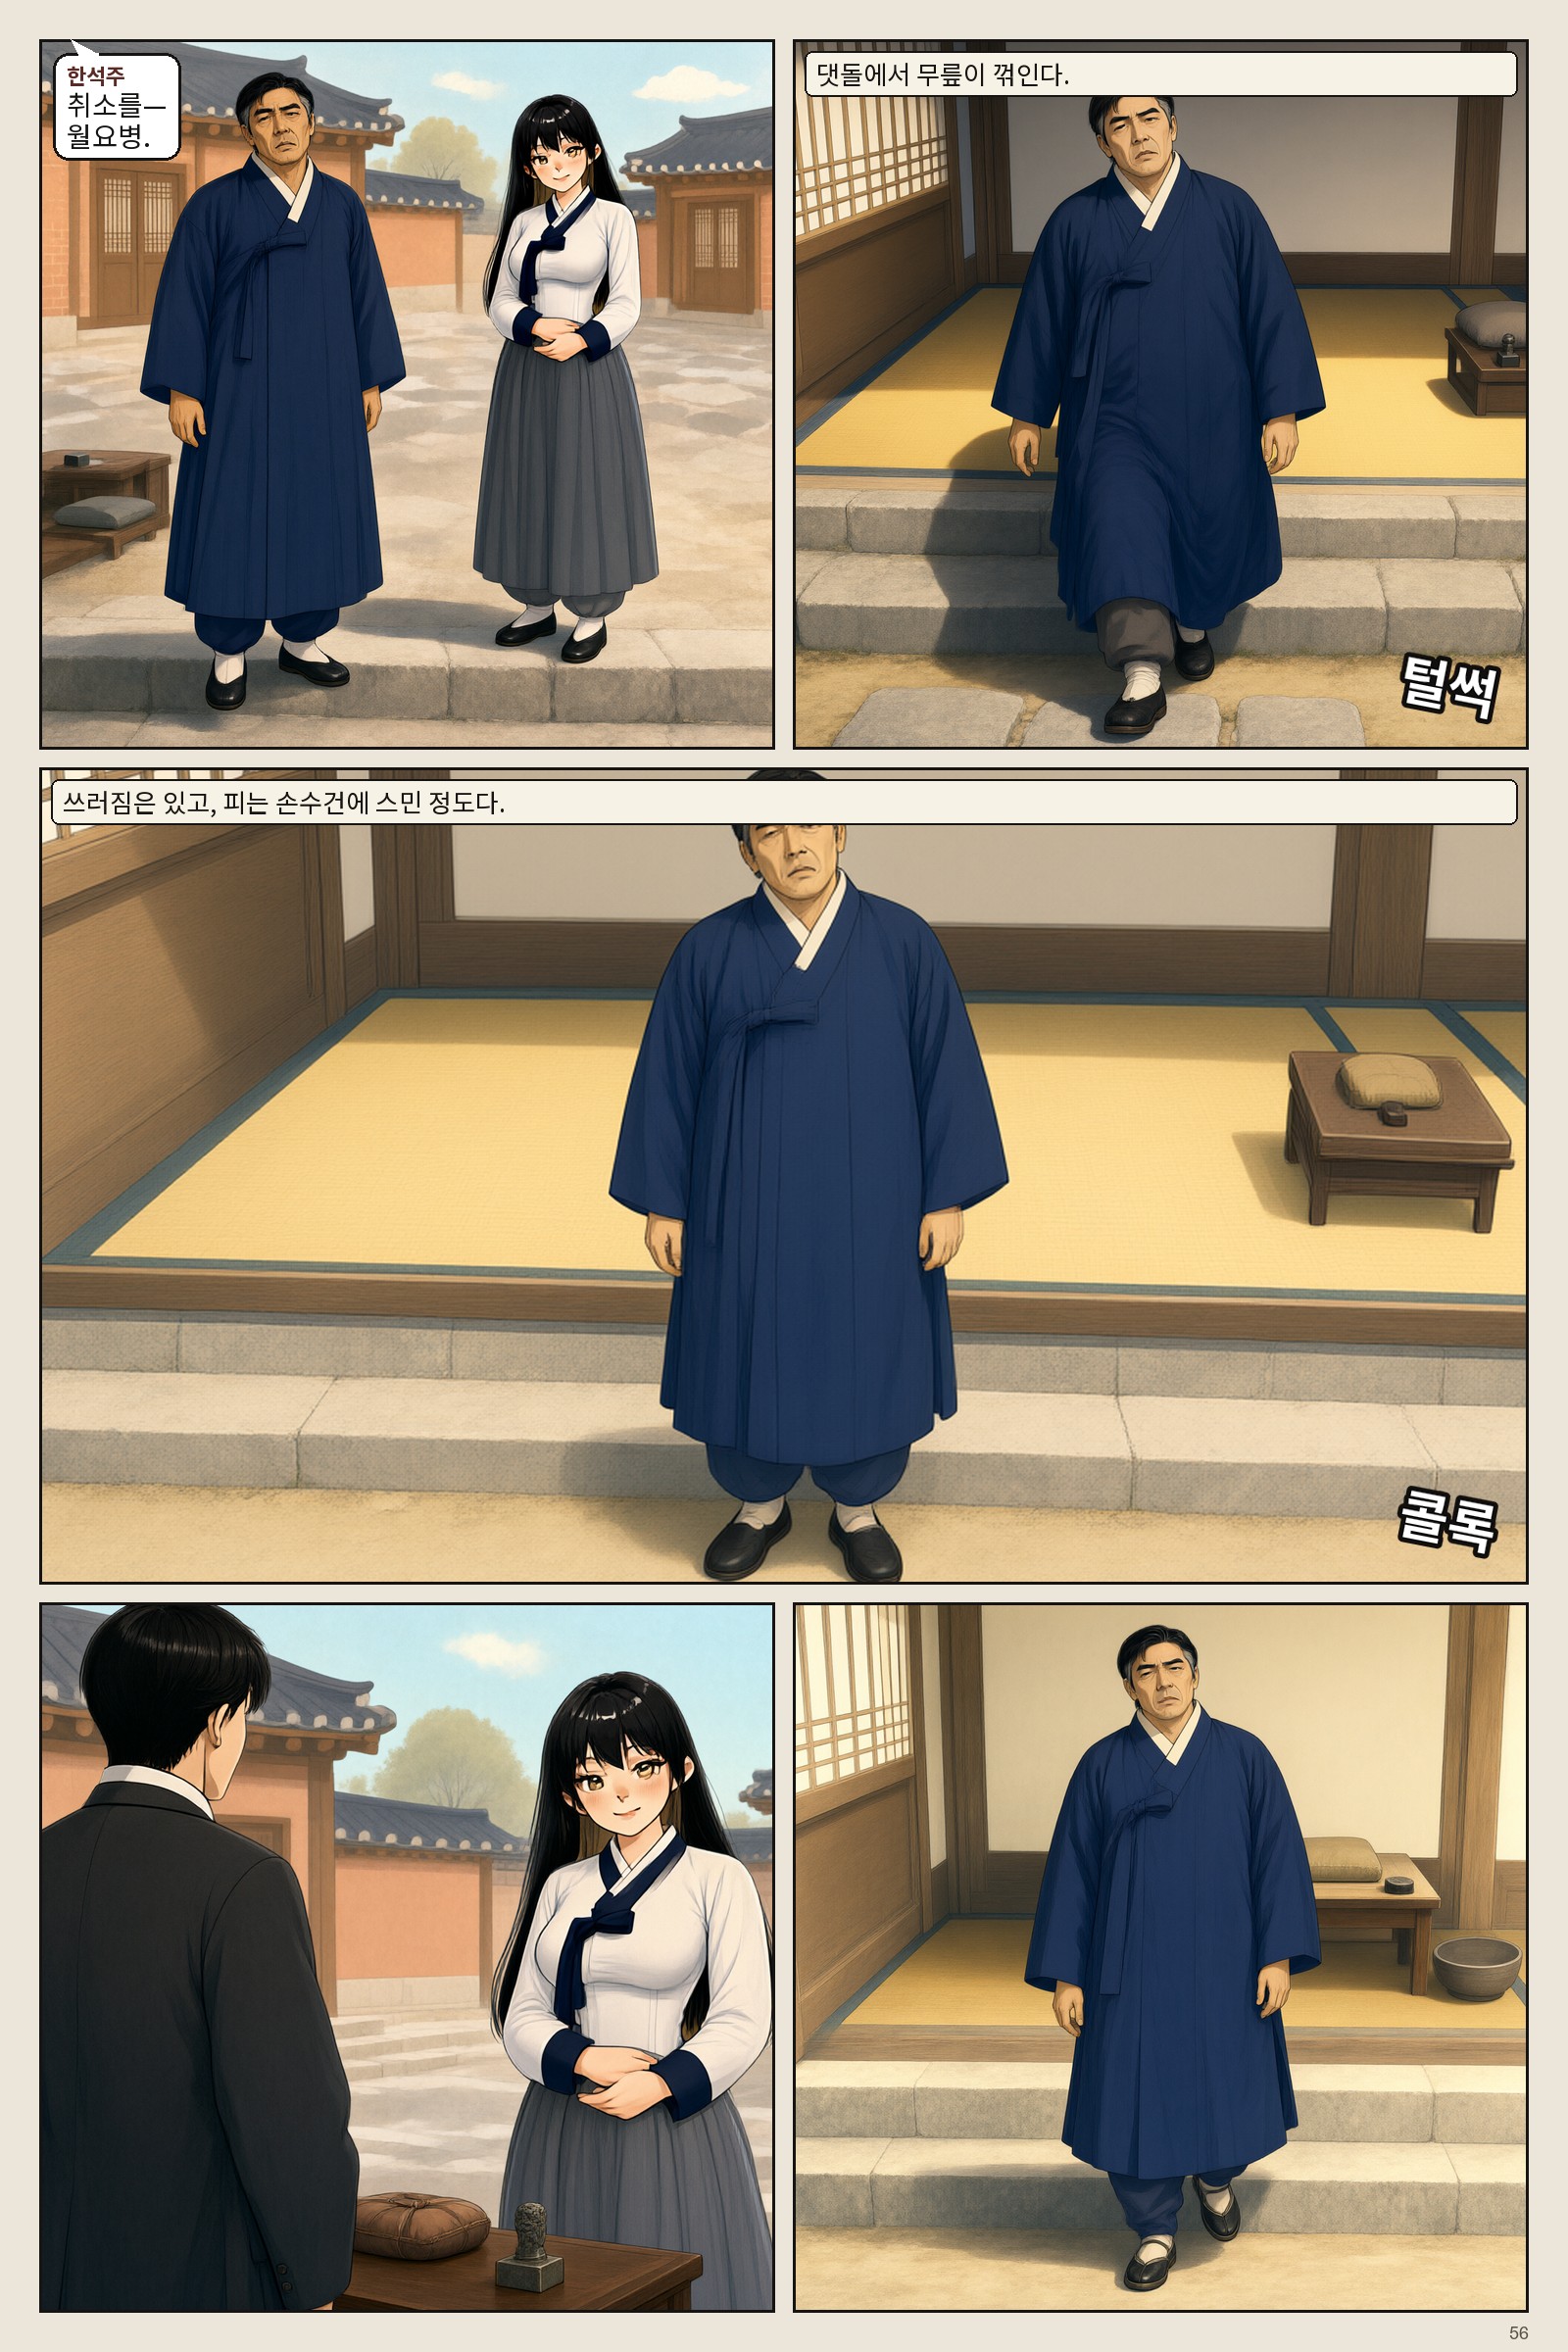 한석주
취소를—
월요병.
댓돌에서 무릎이 꺾인다.
털썩
쓰러짐은 있고, 피는 손수건에 스민 정도다.
콜록
56